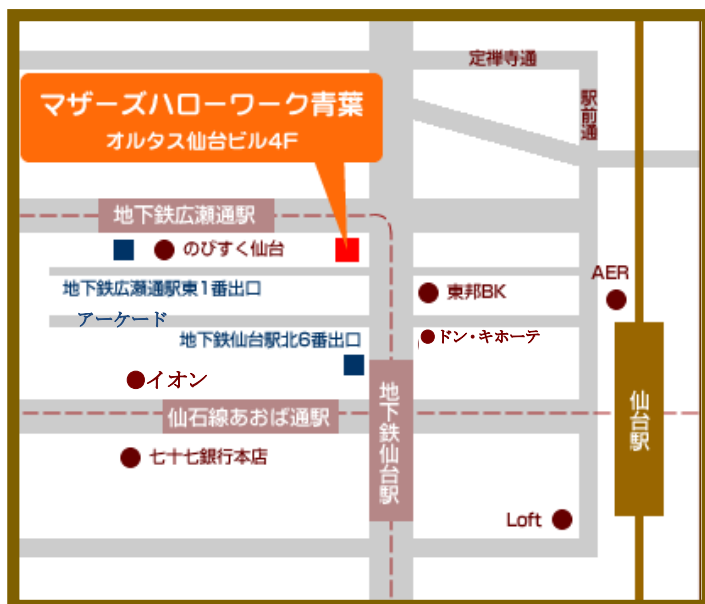 定禅寺通
駅前通
マザーズハローワーク青葉
オルタス仙台ビル4F
地下鉄広瀬通駅
のびすく仙台
AER
地下鉄広瀬通駅東1番出口
東邦BK
アーケード
地下鉄仙台駅北6番出口
ドン・キホーテ
イオン
地下鉄仙台駅
仙台駅
仙石線あおば通駅
七十七銀行本店
Loft